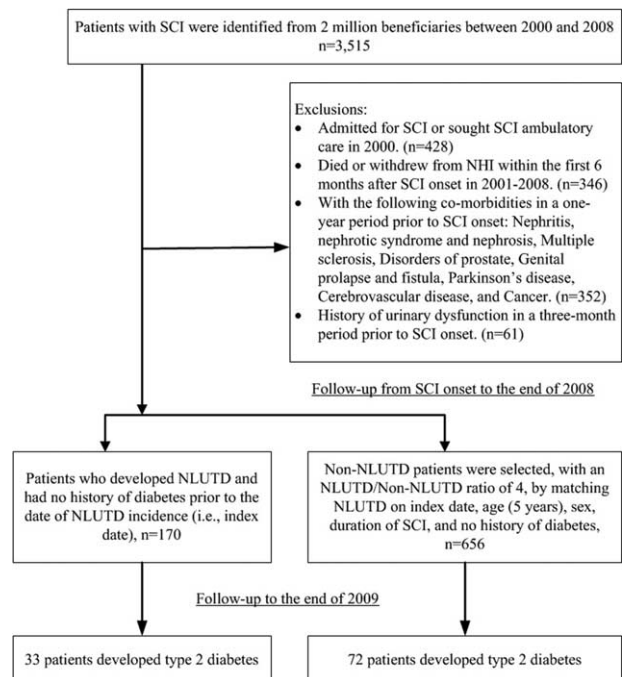 Patients with SCI were identified from 2 million beneficiaries between 2000 and 2008
n=3,515
Exclusions:
• Admitted for SCI or sought SCI ambulatory
care in 2000. (n=428)
• Died or withdrew from NHI within the first 6
months after SCI onset in 2001-2008. (n=346)
• With the following co-morbidities in a one-
year period prior to SCI onset: Nephritis,
nephrotic syndrome and nephrosis, Multiple
sclerosis, Disorders of prostate, Genital
prolapse and fistula, Parkinson's disease,
Cerebrovascular disease, and Cancer. (n=352)
• History of urinary dysfunction in a three-month
period prior to SCI onset. (n=61)
Follow-up from SCI onset to the end of 2008
Patients who developed NLUTD and
had no history of diabetes prior to the
date of NLUTD incidence (i.e., index
date), n=170
Non-NLUTD patients were selected, with an
NLUTD/Non-NLUTD ratio of 4, by matching
NLUTD on index date, age (5 years), sex,
duration of SCI, and no history of diabetes,
n=656
Follow-up to the end of 2009
33 patients developed type 2 diabetes
72 patients developed type 2 diabetes